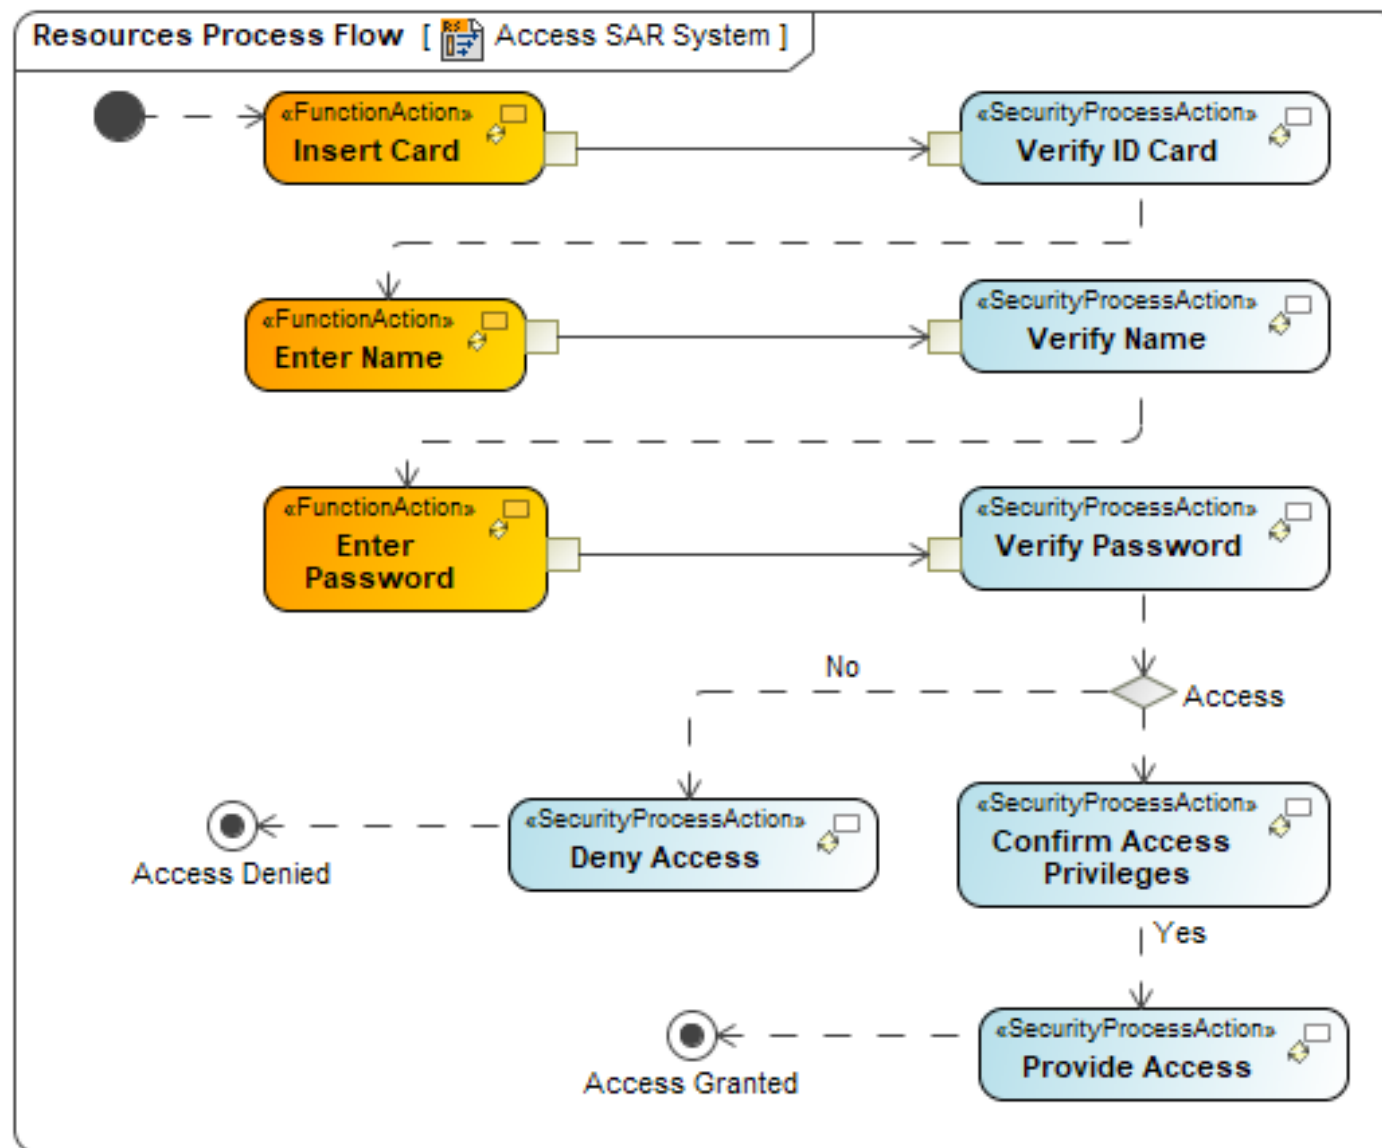 Resources Process Flow [ RS Access SAR System ]
«FunctionAction»
Insert Card
«SecurityProcessAction»
Verify ID Card
«FunctionAction»
Enter Name
«SecurityProcessAction»
Verify Name
«FunctionAction»
Enter
Password
«SecurityProcessAction»
Verify Password
No
Access
«SecurityProcessAction»
Deny Access
Access Denied
«SecurityProcessAction»
Confirm Access
Privileges
Yes
«SecurityProcessAction»
Provide Access
Access Granted